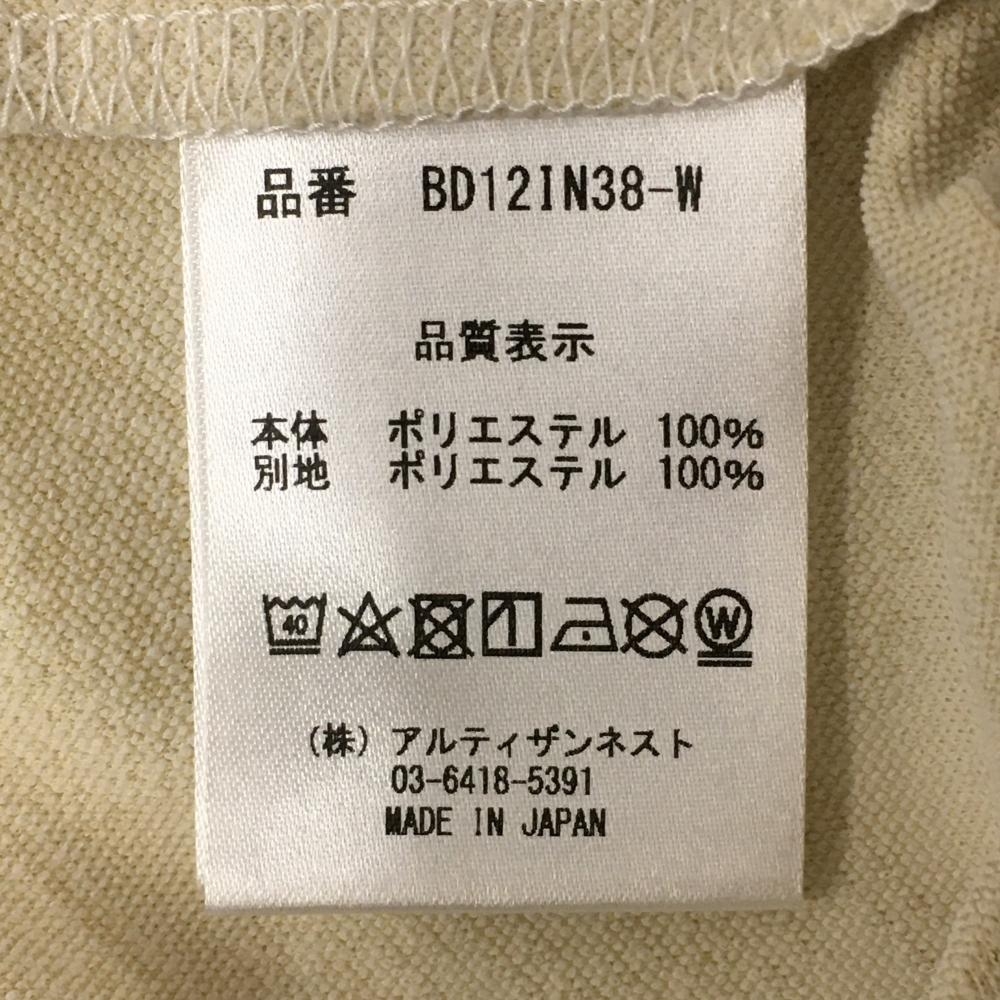 品番 BD12IN38-W
品質表示
本体 ポリエステル 100%
別地 ポリエステル 100%
40 W
(株) アルティザンネスト
03-6418-5391
MADE IN JAPAN